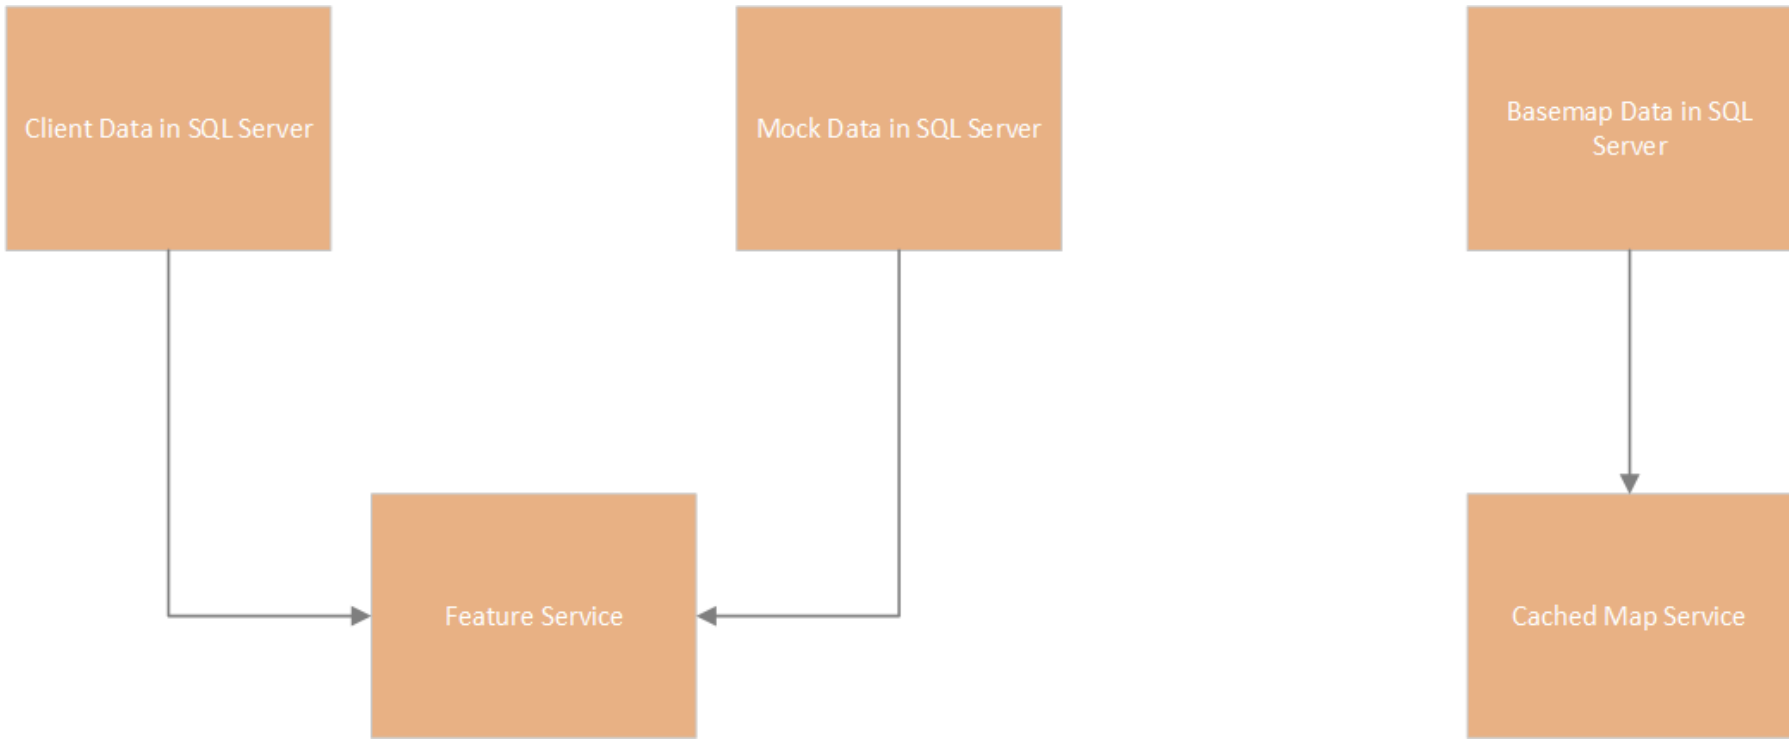 Client Data in SQL Server
Mock Data in SQL Server
Basemap Data in SQL
Server
Feature Service
Cached Map Service